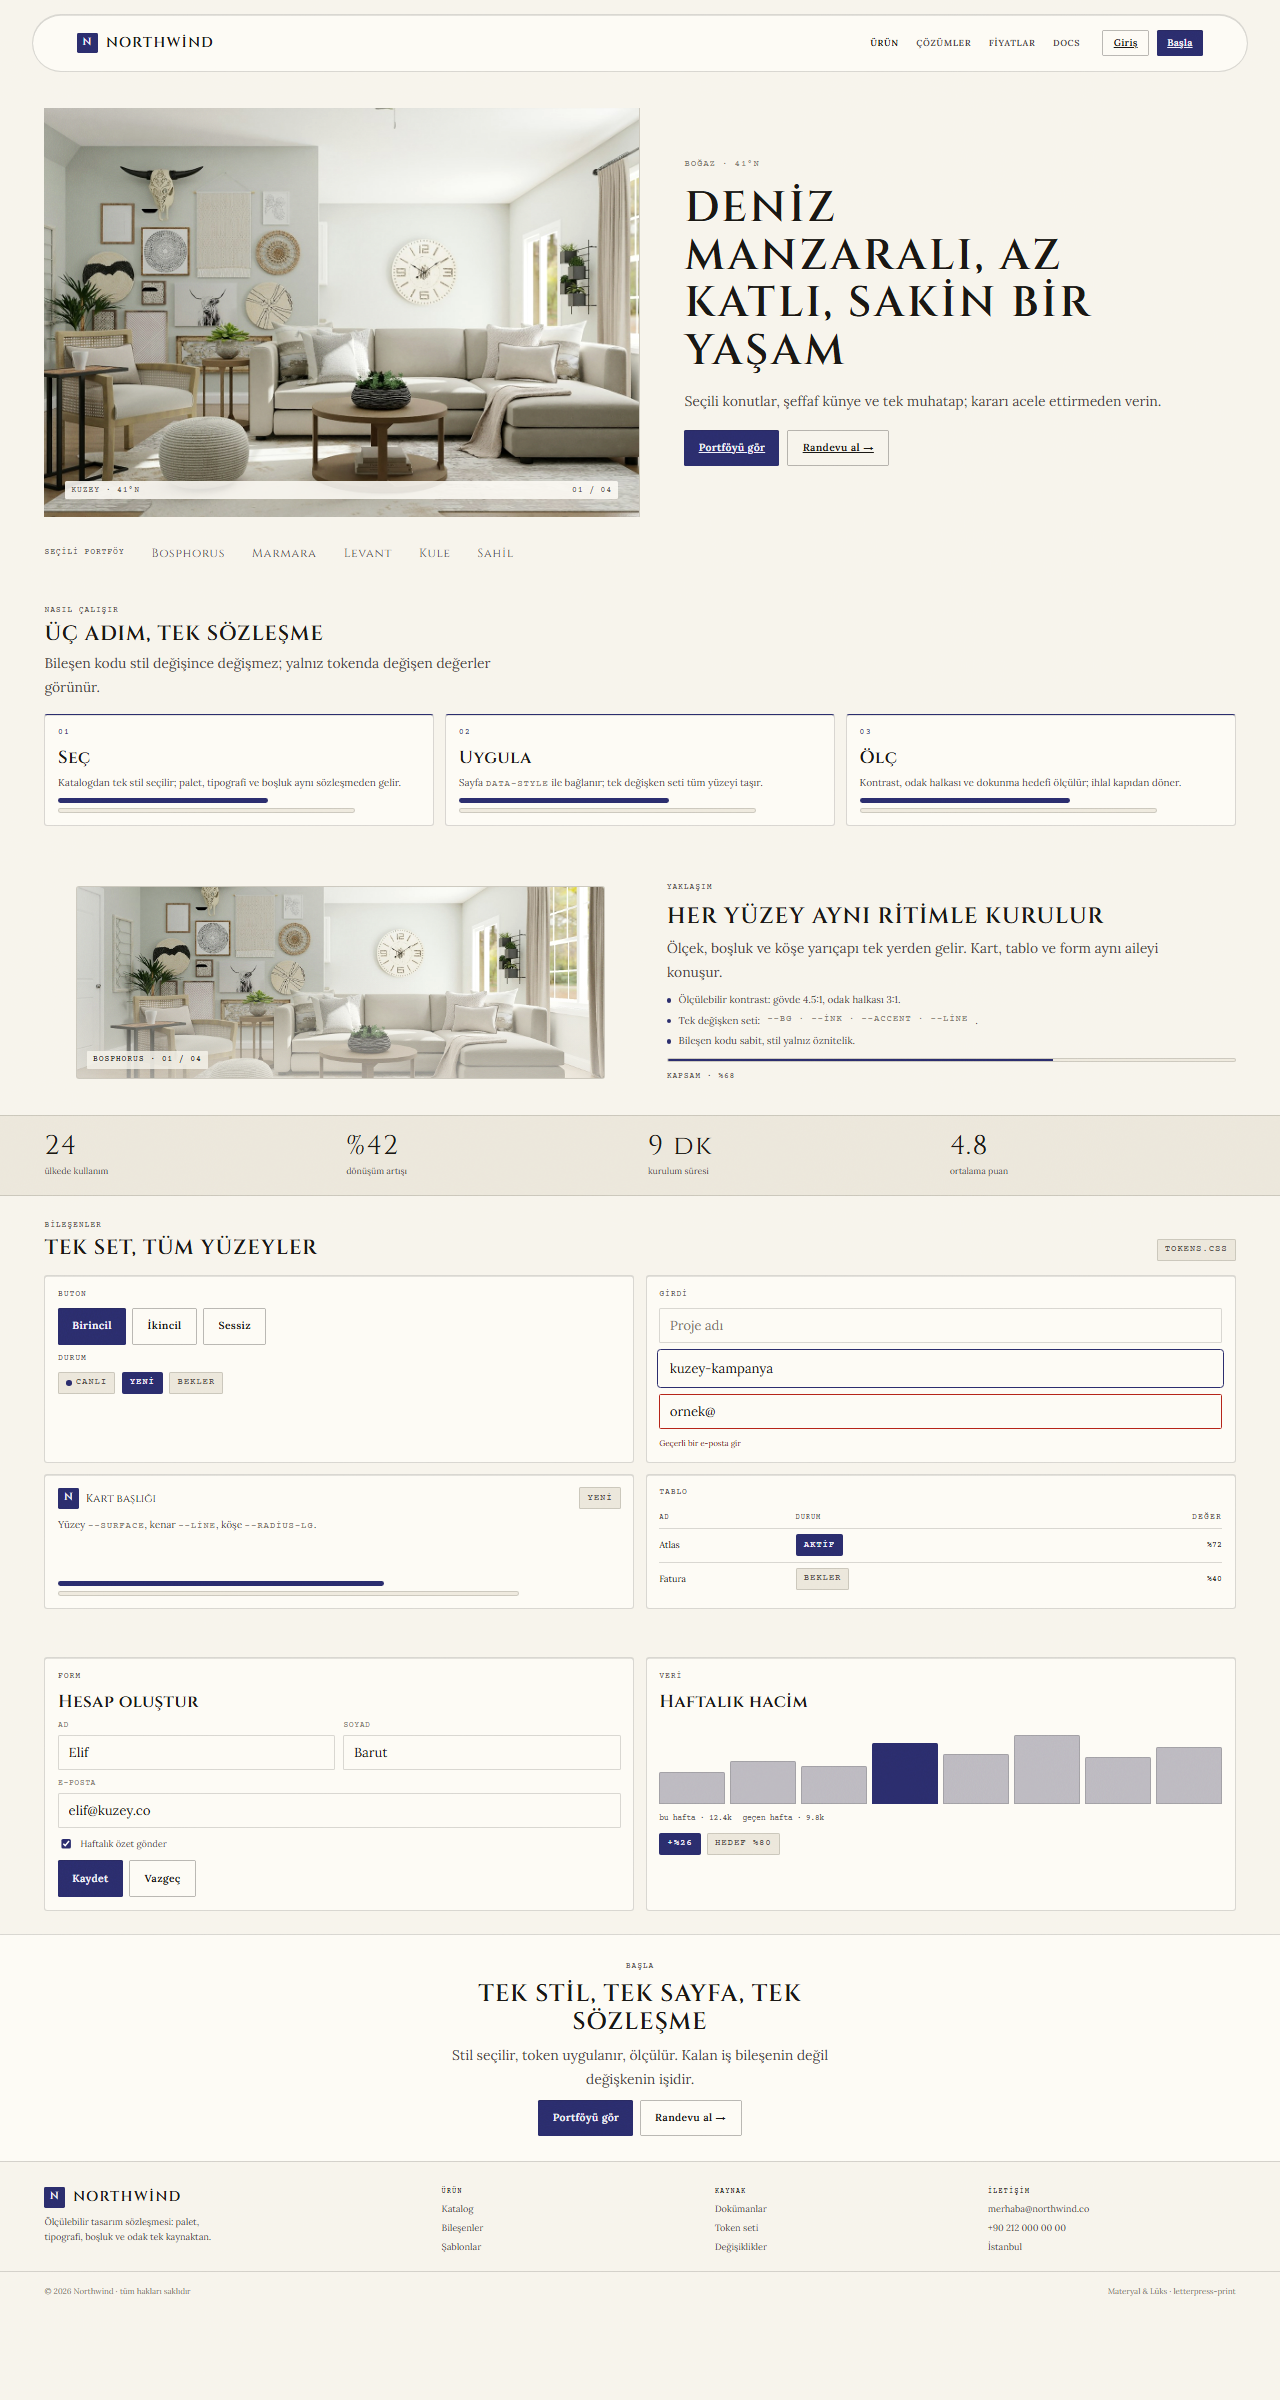 N NORTHWİND
ÜRÜN ÇÖZÜMLER FİYATLAR DOCS Giriş Başla
BOĞAZ · 41°N
DENİZ
MANZARALI, AZ
KATLI, SAKİN BİR
YAŞAM
Seçili konutlar, şeffaf künye ve tek muhatap; kararı acele ettirmeden verin.
Portföyü gör Randevu al →
KUZEY · 41°N 01 / 04
SEÇİLİ PORTFÖY BOSPHORUS MARMARA LEVANT KULE SAHİL
NASIL ÇALIŞIR
ÜÇ ADIM, TEK SÖZLEŞME
Bileşen kodu stil değişince değişmez; yalnız tokenda değişen değerler
görünür.
01
SEÇ
Katalogdan tek stil seçilir; palet, tipografi ve boşluk aynı sözleşmeden gelir.
02
UYGULA
Sayfa DATA-STYLE ile bağlanır; tek değişken seti tüm yüzeyi taşır.
03
ÖLÇ
Kontrast, odak halkası ve dokunma hedefi ölçülür; ihlal kapıdan döner.
BOSPHORUS · 01 / 04
YAKLAŞIM
HER YÜZEY AYNI RİTİMLE KURULUR
Ölçek, boşluk ve köşe yarıçapı tek yerden gelir. Kart, tablo ve form aynı aileyi
konuşur.
Ölçülebilir kontrast: gövde 4.5:1, odak halkası 3:1.
Tek değişken seti: --BG · --İNK · --ACCENT · --LİNE .
Bileşen kodu sabit, stil yalnız öznitelik.
KAPSAM · %68
24
ülkede kullanım
%42
dönüşüm artışı
9 DK
kurulum süresi
4.8
ortalama puan
BİLEŞENLER
TEK SET, TÜM YÜZEYLER
TOKENS.CSS
BUTON
Birincil İkincil Sessiz
DURUM
CANLI YENİ BEKLER
GİRDİ
Proje adı
kuzey-kampanya
ornek@
Geçerli bir e-posta gir
N KART BAŞLIĞI YENİ
Yüzey --SURFACE, kenar --LİNE, köşe --RADİUS-LG.
TABLO
AD DURUM DEĞER
Atlas AKTİF %72
Fatura BEKLER %40
FORM
HESAP OLUŞTUR
AD SOYAD
Elif Barut
E-POSTA
elif@kuzey.co
Haftalık özet gönder
Kaydet Vazgeç
VERİ
HAFTALIK HACİM
bu hafta · 12.4k geçen hafta · 9.8k
+%26 HEDEF %80
BAŞLA
TEK STİL, TEK SAYFA, TEK
SÖZLEŞME
Stil seçilir, token uygulanır, ölçülür. Kalan iş bileşenin değil
değişkenin işidir.
Portföyü gör Randevu al →
N NORTHWİND
Ölçülebilir tasarım sözleşmesi: palet,
tipografi, boşluk ve odak tek kaynaktan.
ÜRÜN
Katalog
Bileşenler
Şablonlar
KAYNAK
Dokümanlar
Token seti
Değişiklikler
İLETİŞİM
merhaba@northwind.co
+90 212 000 00 00
İstanbul
© 2026 Northwind · tüm hakları saklıdır
Materyal & Lüks · letterpress-print